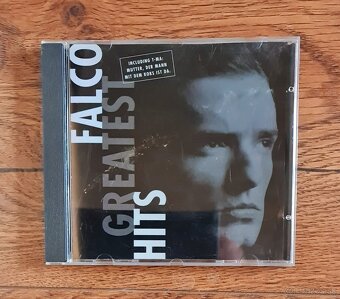 FALCO
GREATEST
HITS
INCLUDING T-MA:
MUTTER, DER MANN
MIT DEM KOKS IST DA.